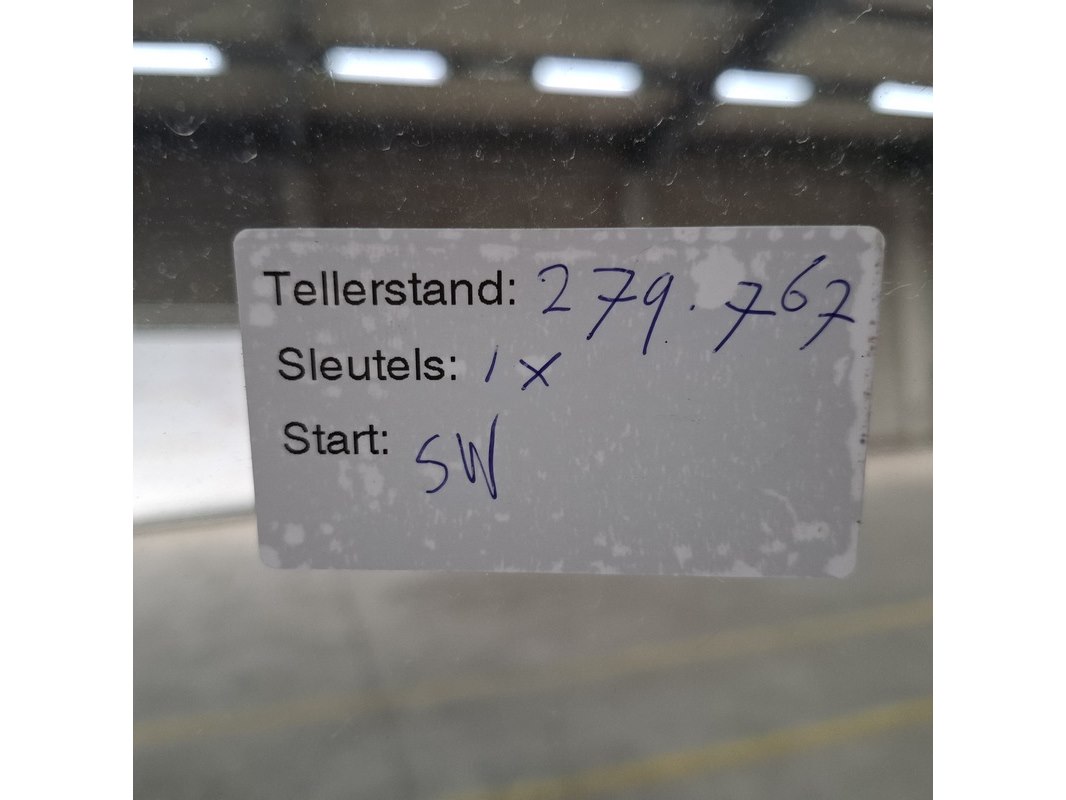 Tellerstand: 279.767
Sleutels: 1x
Start: SW